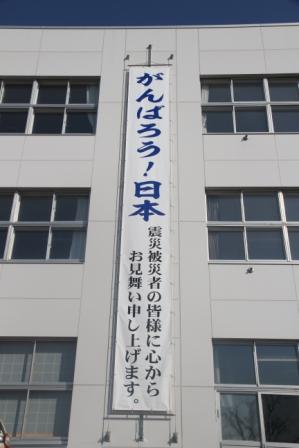 がんばろう!日本
震災被災者の皆様に心から
お見舞い申し上げます。